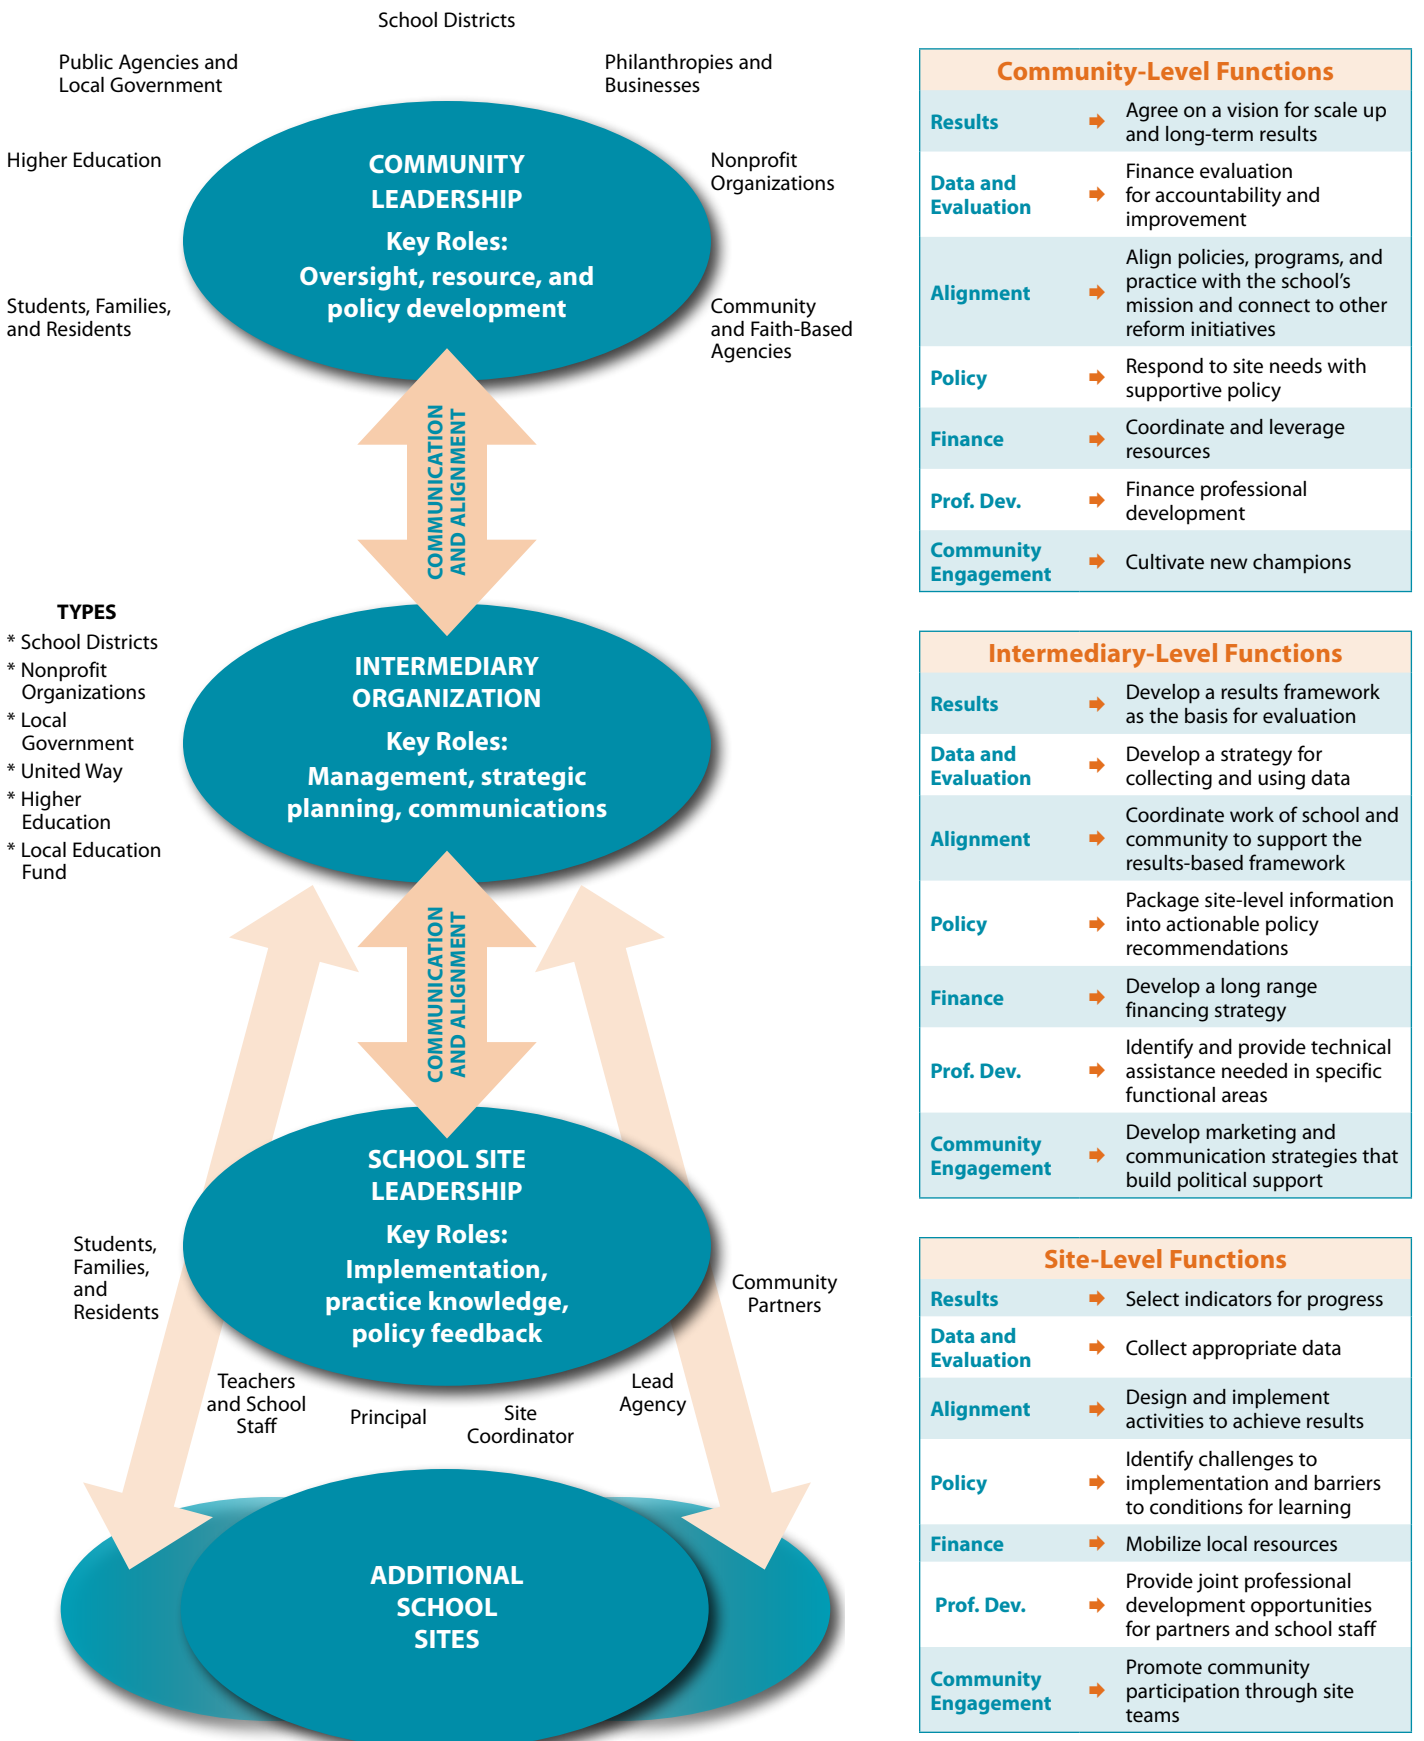 School Districts
Public Agencies and
Local Government
Philanthropies and
Businesses
Higher Education
Nonprofit
Organizations
Students, Families,
and Residents
Community
and Faith-Based
Agencies
COMMUNITY
LEADERSHIP
Key Roles:
Oversight, resource, and
policy development
COMMUNICATION
AND ALIGNMENT
TYPES
* School Districts
* Nonprofit
Organizations
* Local
Government
* United Way
* Higher
Education
* Local Education
Fund
INTERMEDIARY
ORGANIZATION
Key Roles:
Management, strategic
planning, communications
COMMUNICATION
AND ALIGNMENT
SCHOOL SITE
LEADERSHIP
Key Roles:
Implementation,
practice knowledge,
policy feedback
Students,
Families,
and
Residents
Community
Partners
Teachers
and School
Staff
Principal
Site
Coordinator
Lead
Agency
ADDITIONAL
SCHOOL
SITES
Community-Level Functions
Results
Agree on a vision for scale up
and long-term results
Data and
Evaluation
Finance evaluation
for accountability and
improvement
Alignment
Align policies, programs, and
practice with the school's
mission and connect to other
reform initiatives
Policy
Respond to site needs with
supportive policy
Finance
Coordinate and leverage
resources
Prof. Dev.
Finance professional
development
Community
Engagement
Cultivate new champions
Intermediary-Level Functions
Results
Develop a results framework
as the basis for evaluation
Data and
Evaluation
Develop a strategy for
collecting and using data
Alignment
Coordinate work of school and
community to support the
results-based framework
Policy
Package site-level information
into actionable policy
recommendations
Finance
Develop a long range
financing strategy
Prof. Dev.
Identify and provide technical
assistance needed in specific
functional areas
Community
Engagement
Develop marketing and
communication strategies that
build political support
Site-Level Functions
Results
Select indicators for progress
Data and
Evaluation
Collect appropriate data
Alignment
Design and implement
activities to achieve results
Policy
Identify challenges to
implementation and barriers
to conditions for learning
Finance
Mobilize local resources
Prof. Dev.
Provide joint professional
development opportunities
for partners and school staff
Community
Engagement
Promote community
participation through site
teams